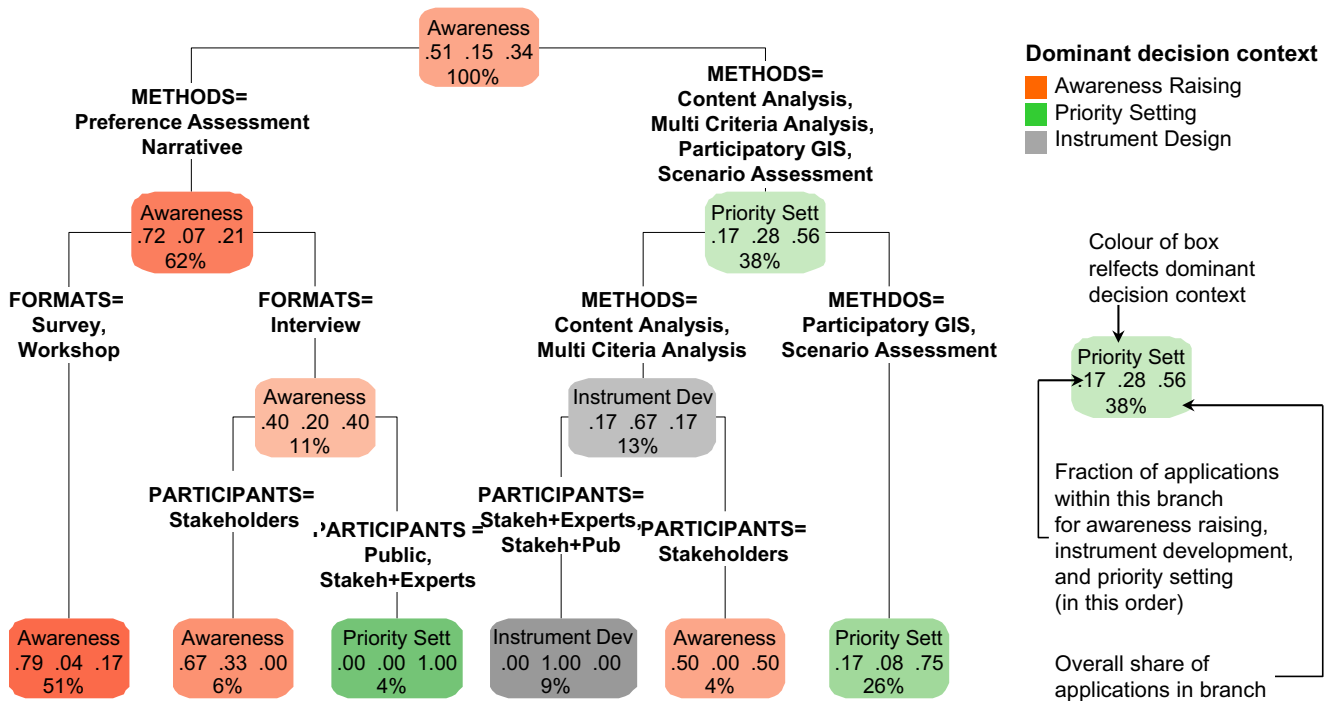 Awareness
.51 .15 .34
100%
METHODS=
Preference Assessment
Narrativee
METHODS=
Content Analysis,
Multi Criteria Analysis,
Participatory GIS,
Scenario Assessment
Dominant decision context
Awareness Raising
Priority Setting
Instrument Design
Awareness
.72 .07 .21
62%
Priority Sett
.17 .28 .56
38%
FORMATS=
Survey,
Workshop
FORMATS=
Interview
METHODS=
Content Analysis,
Multi Citeria Analysis
METHDOS=
Participatory GIS,
Scenario Assessment
Colour of box
relfects dominant
decision context
Priority Sett
.17 .28 .56
38%
Awareness
.40 .20 .40
11%
Instrument Dev
.17 .67 .17
13%
PARTICIPANTS=
Stakeholders
PARTICIPANTS =
Public,
Stakeh+Experts
PARTICIPANTS=
Stakeh+Experts,
Stakeh+Pub
PARTICIPANTS=
Stakeholders
Fraction of applications
within this branch
for awareness raising,
instrument development,
and priority setting
(in this order)
Awareness
.79 .04 .17
51%
Awareness
.67 .33 .00
6%
Priority Sett
.00 .00 1.00
4%
Instrument Dev
.00 1.00 .00
9%
Awareness
.50 .00 .50
4%
Priority Sett
.17 .08 .75
26%
Overall share of
applications in branch